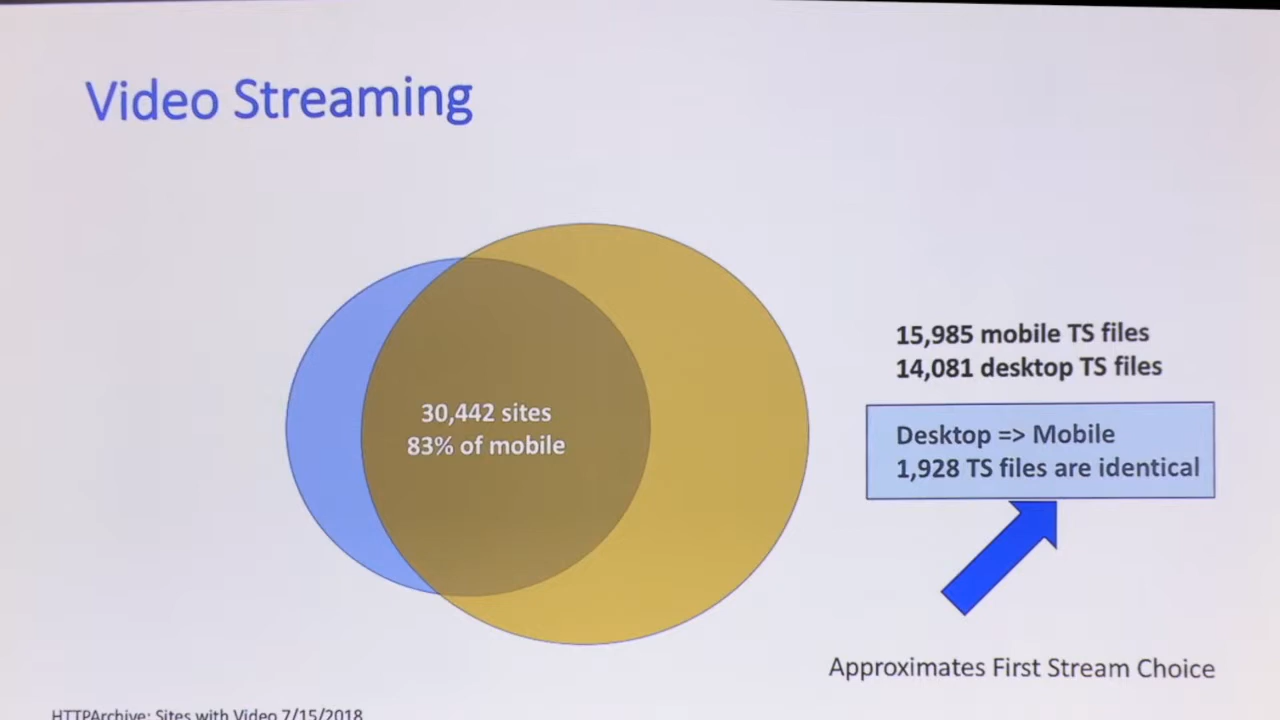 Video Streaming
30,442 sites
83% of mobile
15,985 mobile TS files
14,081 desktop TS files
Desktop => Mobile
1,928 TS files are identical
Approximates First Stream Choice
HTTPArchive: Sites with Video 7/15/2018